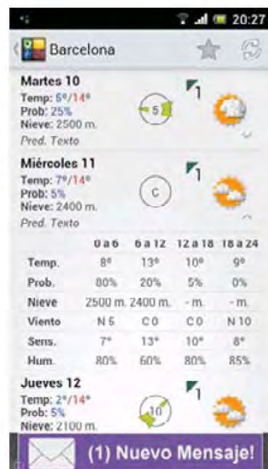 20:27
Barcelona
Martes 10
Temp: 6º/14º
Prob: 25%
Nieve: 2500 m.
Pred. Texto
5
1
Miércoles 11
Temp: 7º/14º
Prob: 5%
Nieve: 2400 m.
Pred. Texto
C
1
0 a 6 6 a 12 12 a 18 18 a 24
Temp. 8º 13º 10º 9º
Prob. 80% 20% 5% 0%
Nieve 2500 m. 2400 m. - m. - m.
Viento N 5 C 0 C 0 N 10
Sens. 7º 13º 10º 8º
Hum. 80% 60% 80% 85%
Jueves 12
Temp: 2º/14º
Prob: 5%
Nieve: 2100 m.
10
1
(1) Nuevo Mensaje!